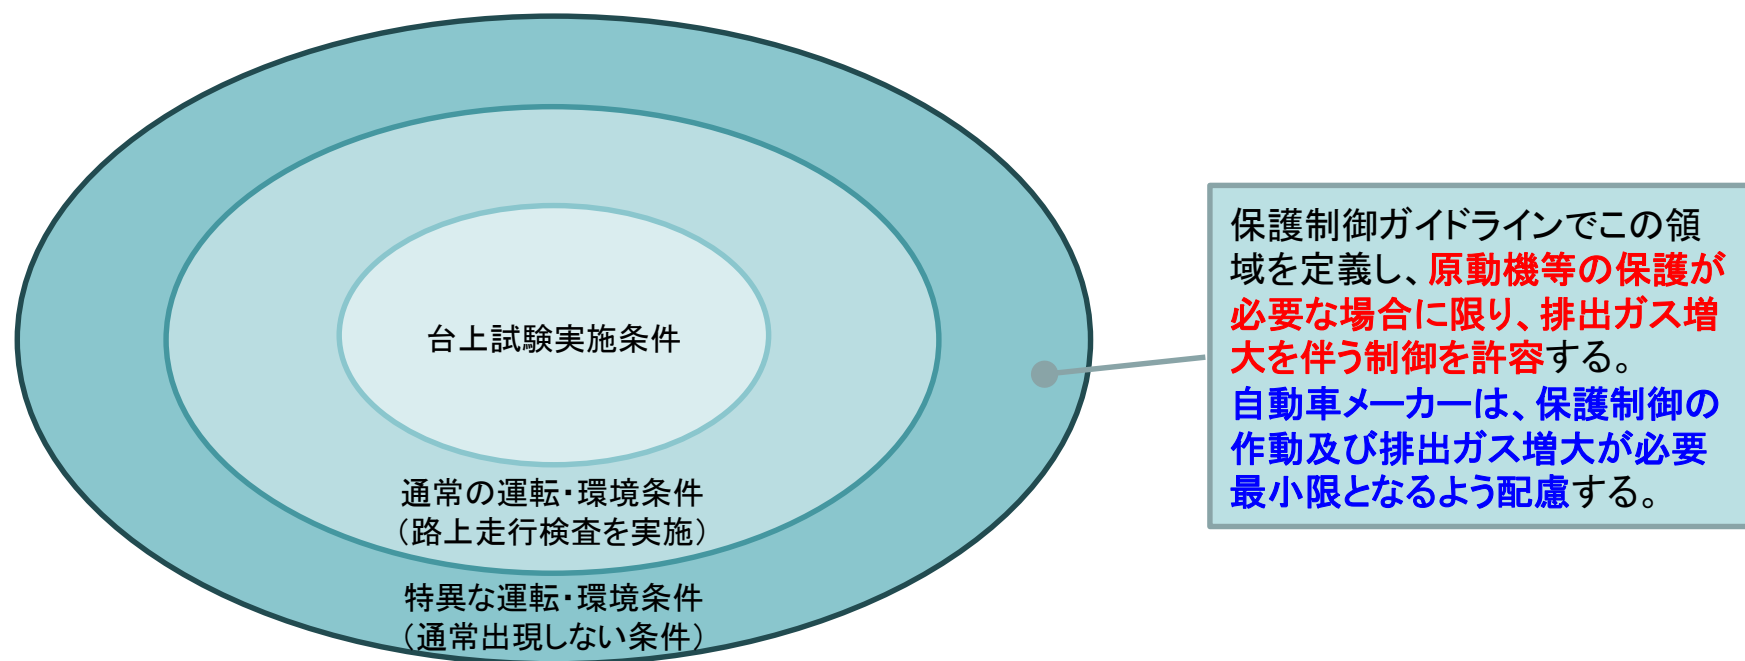 台上試験実施条件
通常の運転・環境条件
（路上走行検査を実施）
特異な運転・環境条件
（通常出現しない条件）
保護制御ガイドラインでこの領
域を定義し、原動機等の保護が
必要な場合に限り、排出ガス増
大を伴う制御を許容する。
自動車メーカーは、保護制御の
作動及び排出ガス増大が必要
最小限となるよう配慮する。